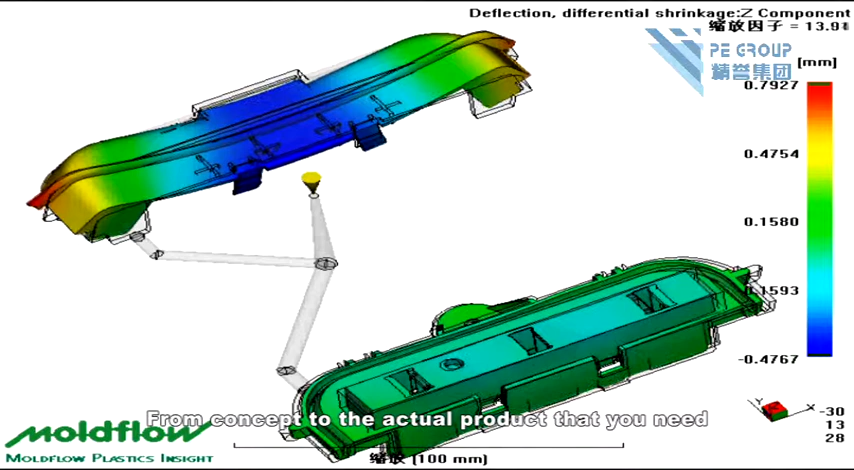 Deflection, differential shrinkage:Z Component
缩放因子 = 13.91
PE GROUP
精誉集团
[mm]
0.7927
0.4754
0.1580
-0.1593
-0.4767
From concept to the actual product that you need
moldflow
MOLDFLOW PLASTICS INSIGHT
缩放 (100 mm)
Y
Z
X
-30
13
28